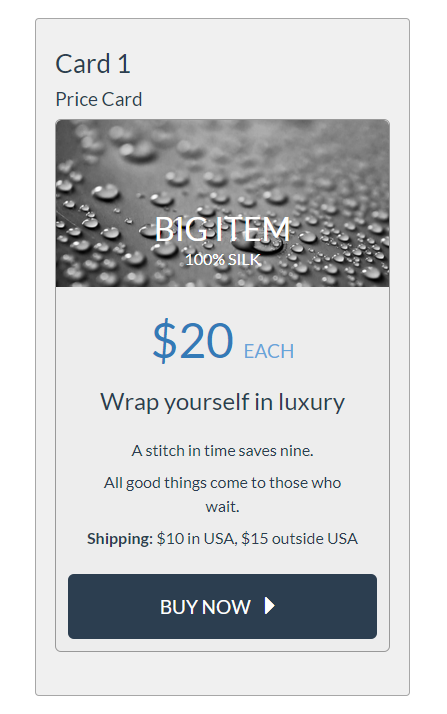 Card 1
Price Card
B1G ITEM
100% SILK
$20 EACH
Wrap yourself in luxury
A stitch in time saves nine.
All good things come to those who
wait.
Shipping: $10 in USA, $15 outside USA
BUY NOW